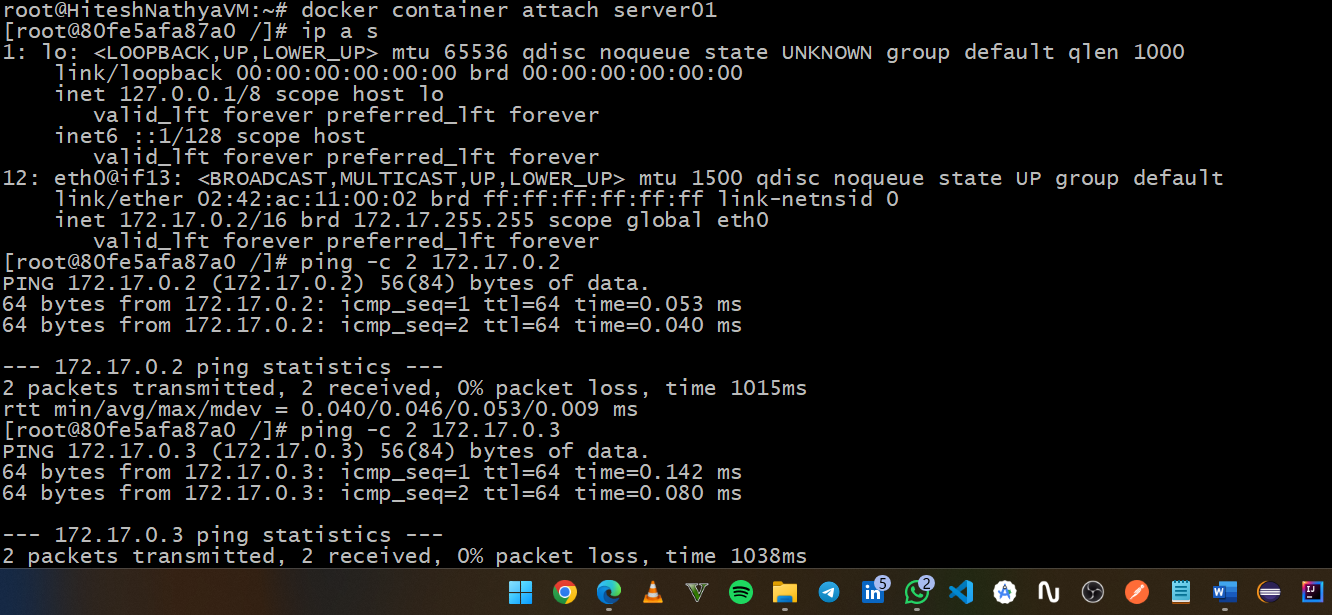 root@HiteshNathyaVM:~# docker container attach server01
[root@80fe5afa87a0 /]# ip a s
1: lo: <LOOPBACK,UP,LOWER_UP> mtu 65536 qdisc noqueue state UNKNOWN group default qlen 1000
    link/loopback 00:00:00:00:00:00 brd 00:00:00:00:00:00
    inet 127.0.0.1/8 scope host lo
       valid_lft forever preferred_lft forever
    inet6 ::1/128 scope host
       valid_lft forever preferred_lft forever
12: eth0@if13: <BROADCAST,MULTICAST,UP,LOWER_UP> mtu 1500 qdisc noqueue state UP group default
    link/ether 02:42:ac:11:00:02 brd ff:ff:ff:ff:ff:ff link-netnsid 0
    inet 172.17.0.2/16 brd 172.17.255.255 scope global eth0
       valid_lft forever preferred_lft forever
[root@80fe5afa87a0 /]# ping -c 2 172.17.0.2
PING 172.17.0.2 (172.17.0.2) 56(84) bytes of data.
64 bytes from 172.17.0.2: icmp_seq=1 ttl=64 time=0.053 ms
64 bytes from 172.17.0.2: icmp_seq=2 ttl=64 time=0.040 ms

--- 172.17.0.2 ping statistics ---
2 packets transmitted, 2 received, 0% packet loss, time 1015ms
rtt min/avg/max/mdev = 0.040/0.046/0.053/0.009 ms
[root@80fe5afa87a0 /]# ping -c 2 172.17.0.3
PING 172.17.0.3 (172.17.0.3) 56(84) bytes of data.
64 bytes from 172.17.0.3: icmp_seq=1 ttl=64 time=0.142 ms
64 bytes from 172.17.0.3: icmp_seq=2 ttl=64 time=0.080 ms

--- 172.17.0.3 ping statistics ---
2 packets transmitted, 2 received, 0% packet loss, time 1038ms
in 5 2 W IJ